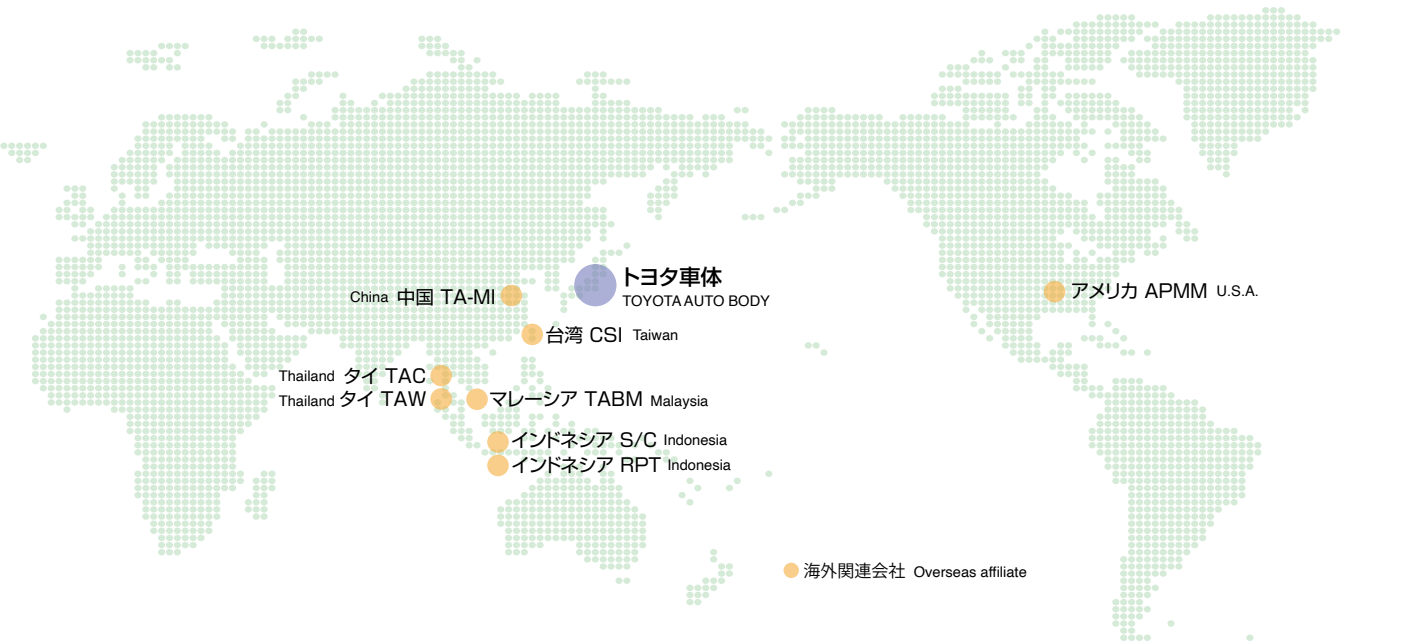 トヨタ車体
TOYOTA AUTO BODY
China 中国 TA-MI
アメリカ APMM U.S.A.
台湾 CSI Taiwan
Thailand タイ TAC
Thailand タイ TAW
マレーシア TABM Malaysia
インドネシア S/C Indonesia
インドネシア RPT Indonesia
海外関連会社 Overseas affiliate